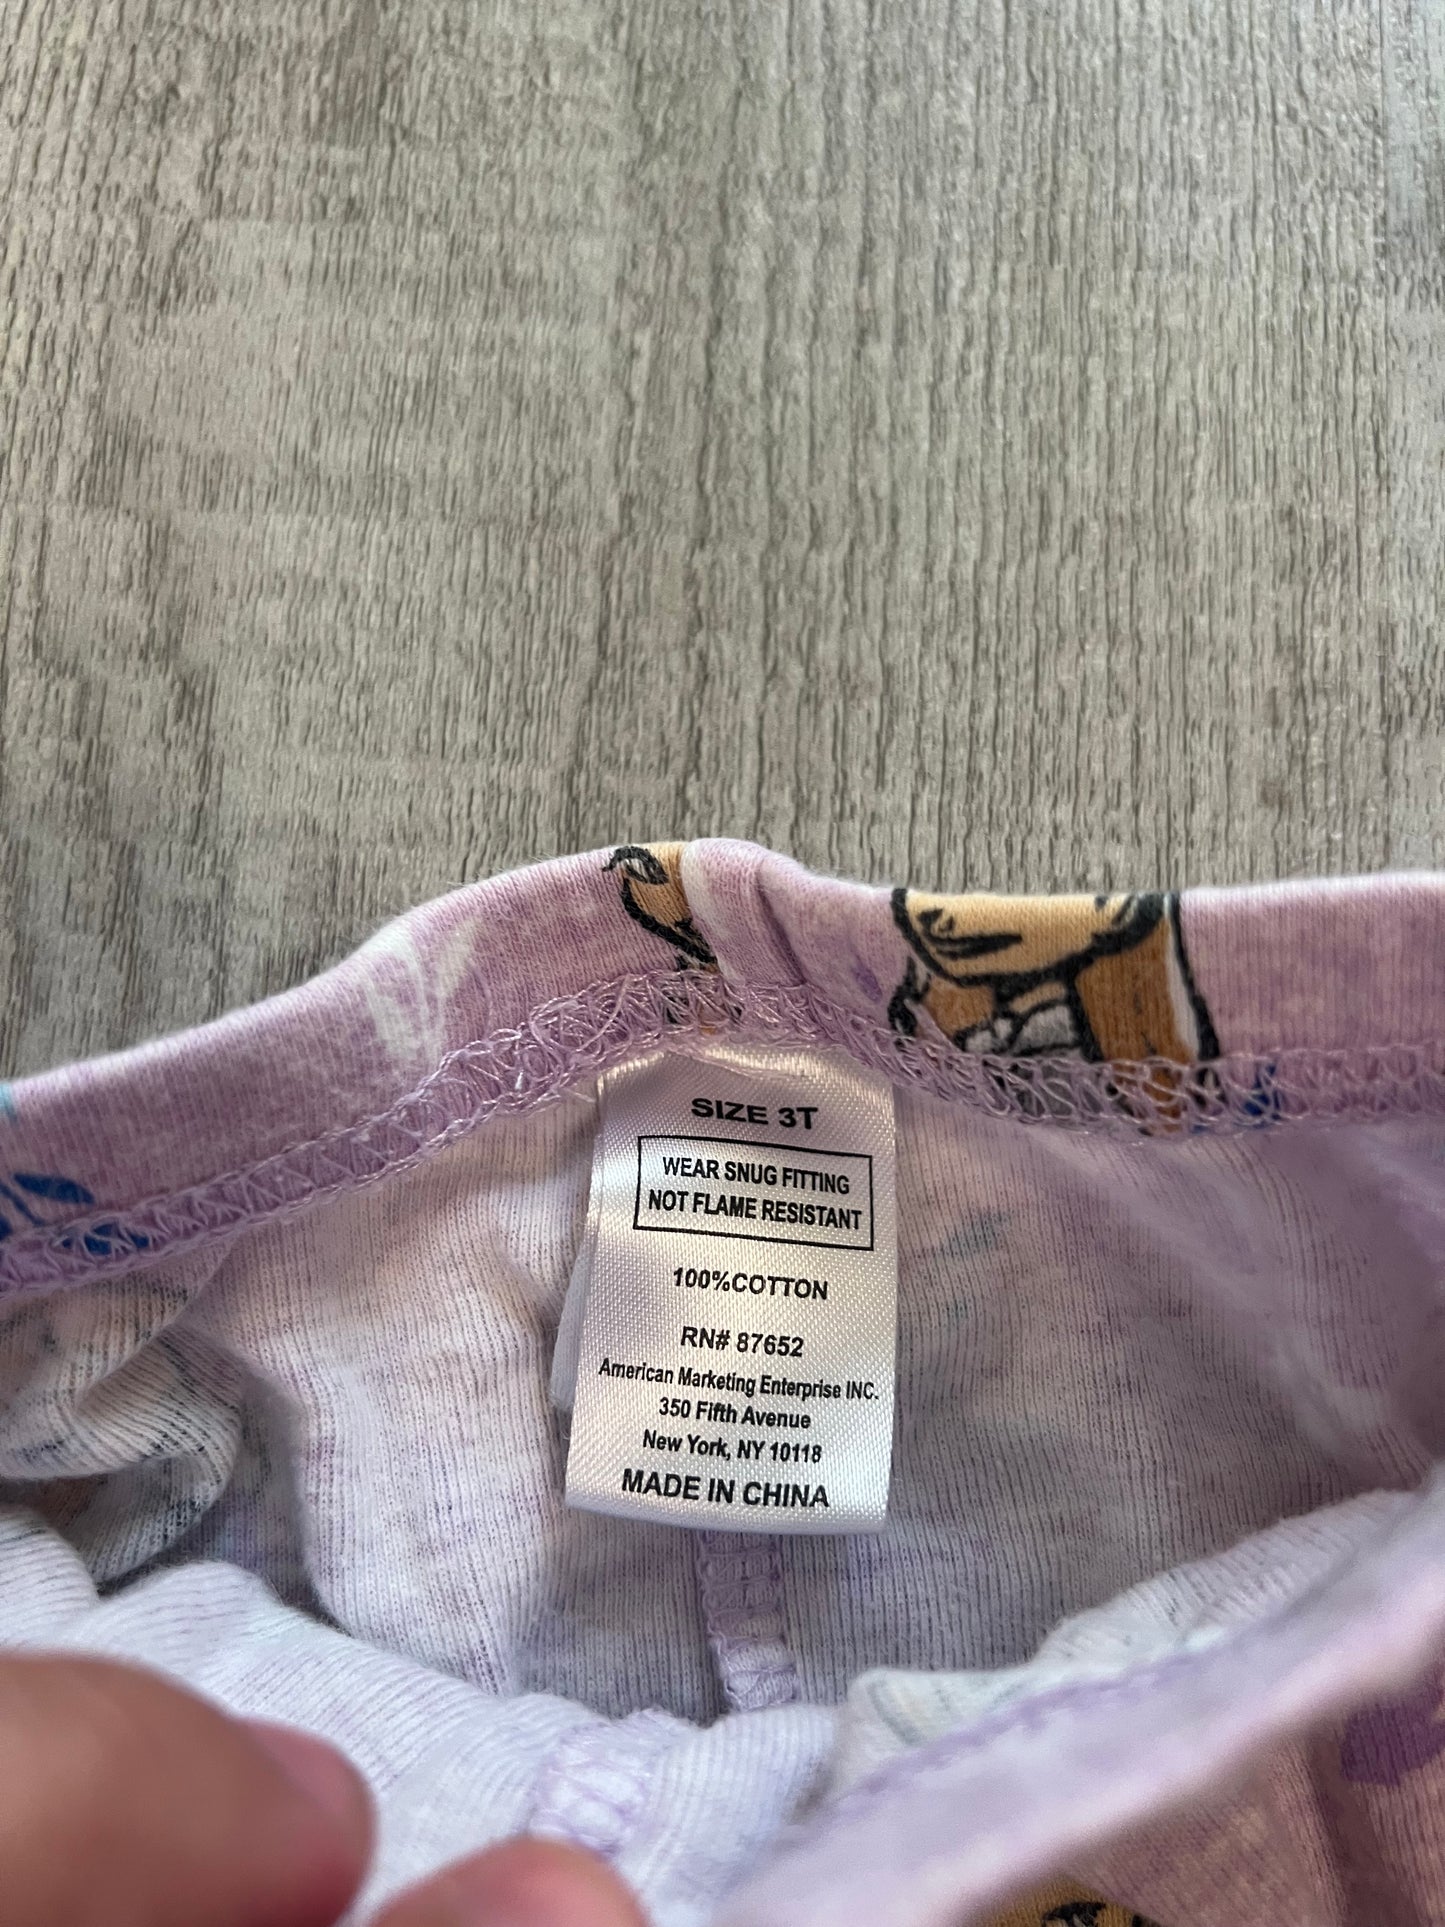 SIZE 3T
WEAR SNUG FITTING
NOT FLAME RESISTANT
100%COTTON
RN# 87652
American Marketing Enterprise INC.
350 Fifth Avenue
New York, NY 10118
MADE IN CHINA